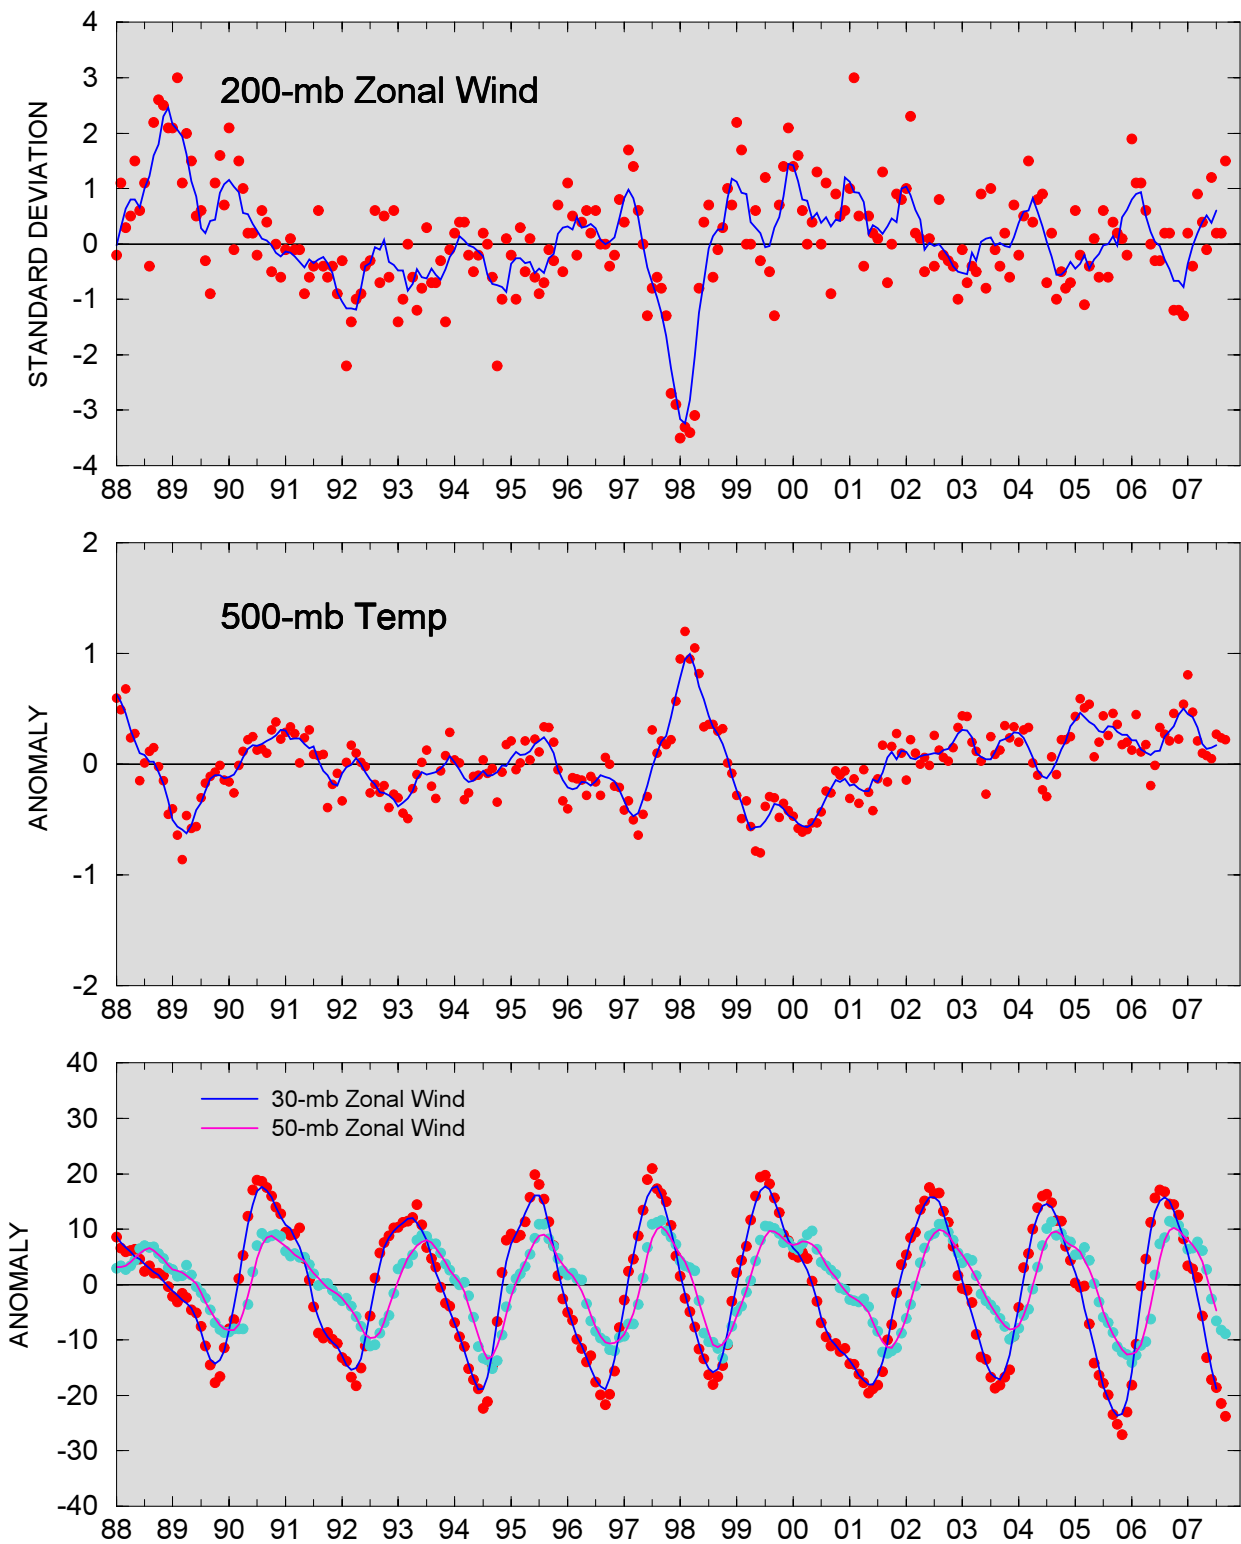 4
3
2
1
0
-1
-2
-3
-4
STANDARD DEVIATION
200-mb Zonal Wind
88 89 90 91 92 93 94 95 96 97 98 99 00 01 02 03 04 05 06 07
2
1
0
-1
-2
ANOMALY
500-mb Temp
88 89 90 91 92 93 94 95 96 97 98 99 00 01 02 03 04 05 06 07
40
30
20
10
0
-10
-20
-30
-40
ANOMALY
30-mb Zonal Wind
50-mb Zonal Wind
88 89 90 91 92 93 94 95 96 97 98 99 00 01 02 03 04 05 06 07